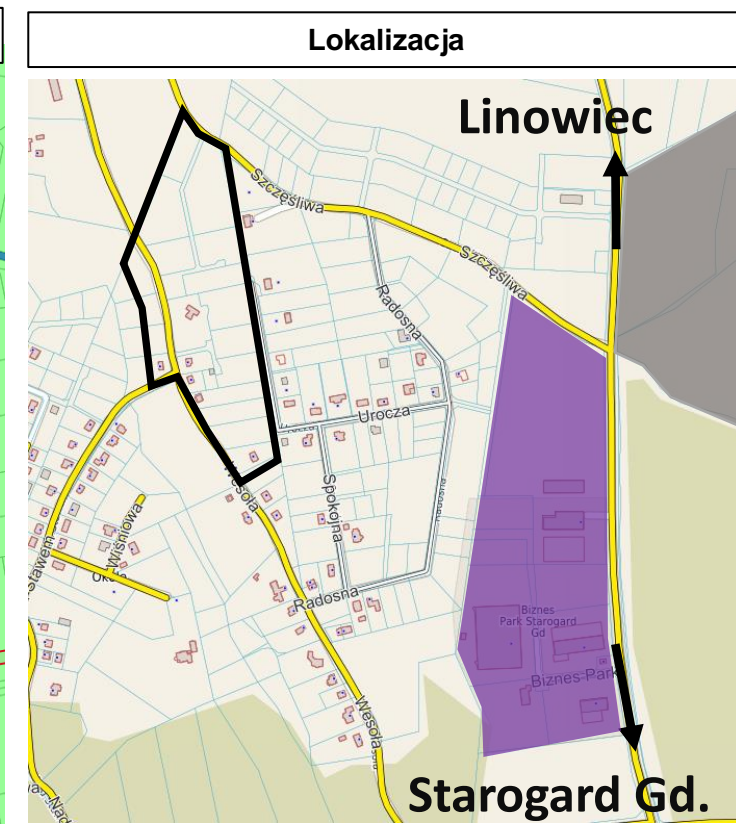 Lokalizacja
Linowiec
Szczęśliwa
Szczęśliwa
Radosna
Urocza
Wesoła
Spokojna
Radosna
Wiśniowa
Radosna
Biznes
Park Starogard
Gd
Biznes-Park
Wesoła
Starogard Gd.